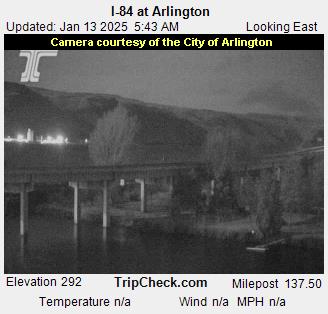 I-84 at Arlington
Updated: Jan 13 2025 5:43 AM Looking East
Camera courtesy of the City of Arlington
Elevation 292 TripCheck.com Milepost 137.50
Temperature n/a Wind n/a MPH n/a